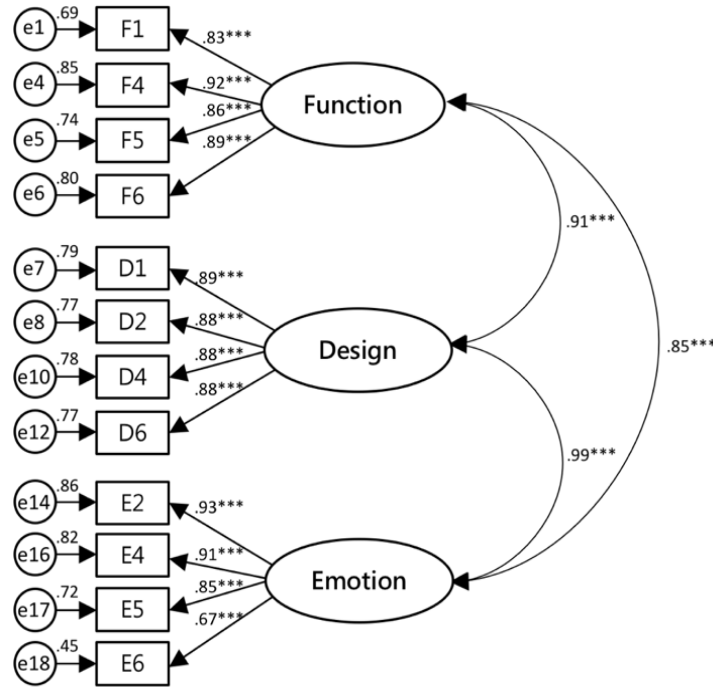 e1 .69 F1 .83***
e4 .85 F4 .92***
Function
e5 .74 F5 .86***
e6 .80 F6 .89***
.91***
e7 .79 D1 .89***
e8 .77 D2 .88***
Design
.85***
e10 .78 D4 .88***
e12 .77 D6 .88***
.99***
e14 .86 E2 .93***
e16 .82 E4 .91***
Emotion
e17 .72 E5 .85***
e18 .45 E6 .67***